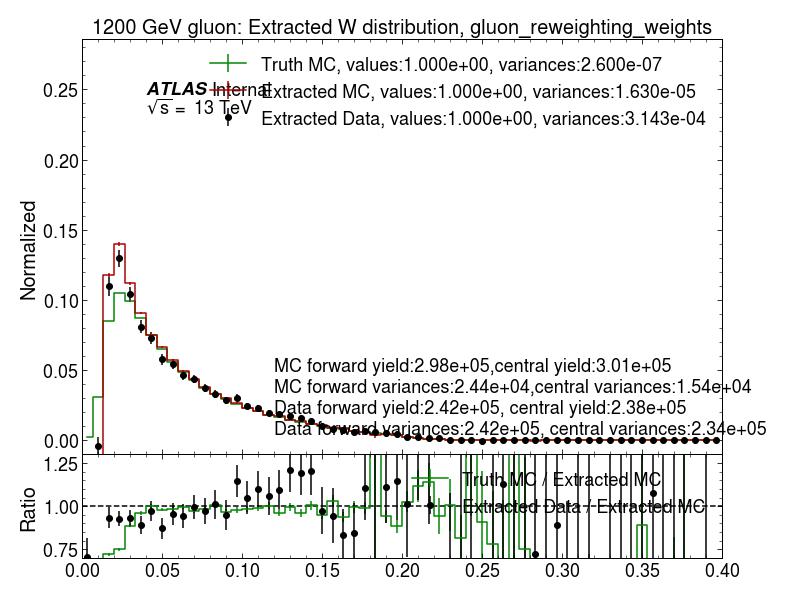 1200 GeV gluon: Extracted W distribution, gluon_reweighting_weights
Truth MC, values:1.000e+00, variances:2.600e-07
ATLAS Internal
Extracted MC, values:1.000e+00, variances:1.630e-05
√s = 13 TeV
Extracted Data, values:1.000e+00, variances:3.143e-04
Normalized
0.25
0.20
0.15
0.10
0.05
0.00
MC forward yield:2.98e+05,central yield:3.01e+05
MC forward variances:2.44e+04,central variances:1.54e+04
Data forward yield:2.42e+05, central yield:2.38e+05
Data forward variances:2.42e+05, central variances:2.34e+05
Ratio
1.25
1.00
0.75
Truth MC / Extracted MC
Extracted Data / Extracted MC
0.00 0.05 0.10 0.15 0.20 0.25 0.30 0.35 0.40